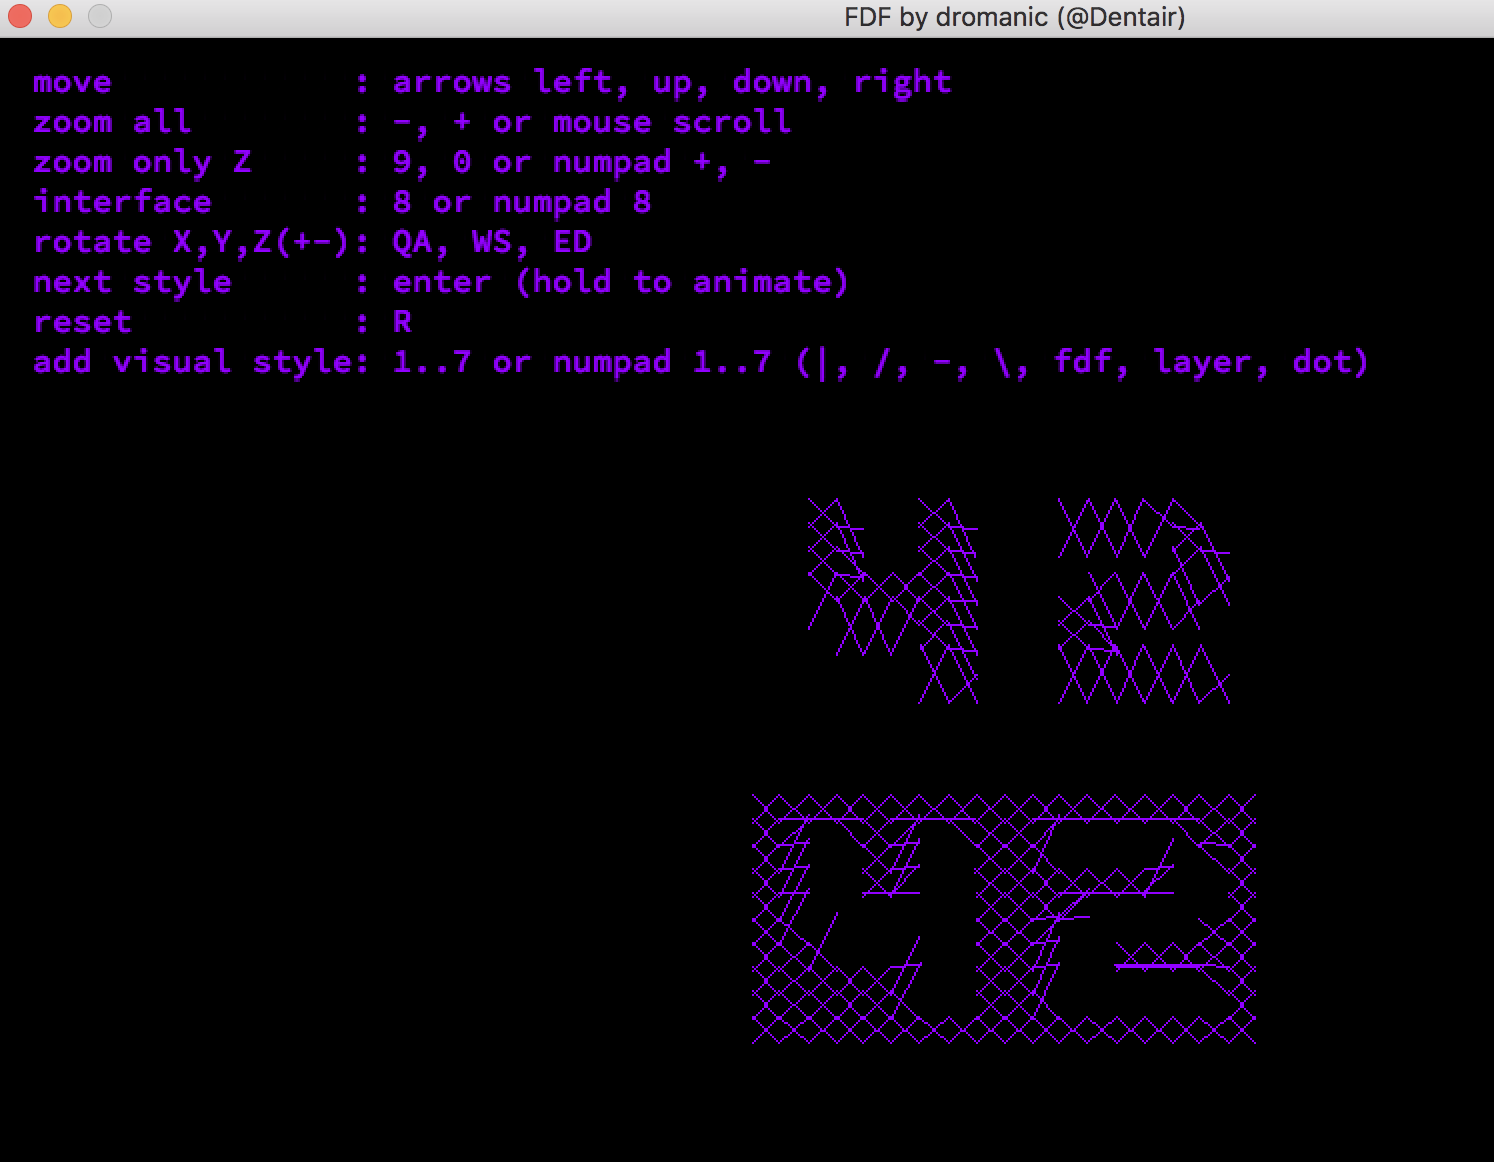 FDF by dromanic (@Dentair)
move : arrows left, up, down, right
zoom all : -, + or mouse scroll
zoom only Z : 9, 0 or numpad +, -
interface : 8 or numpad 8
rotate X,Y,Z(+-): QA, WS, ED
next style : enter (hold to animate)
reset : R
add visual style: 1..7 or numpad 1..7 (|, /, -, \, fdf, layer, dot)
42